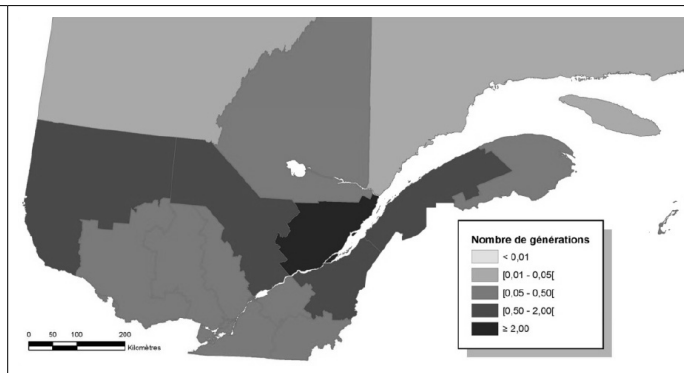 Nombre de générations
< 0,01
[0,01 - 0,05[
[0,05 - 0,50[
[0,50 - 2,00[
≥ 2,00
0 50 100 200
Kilomètres